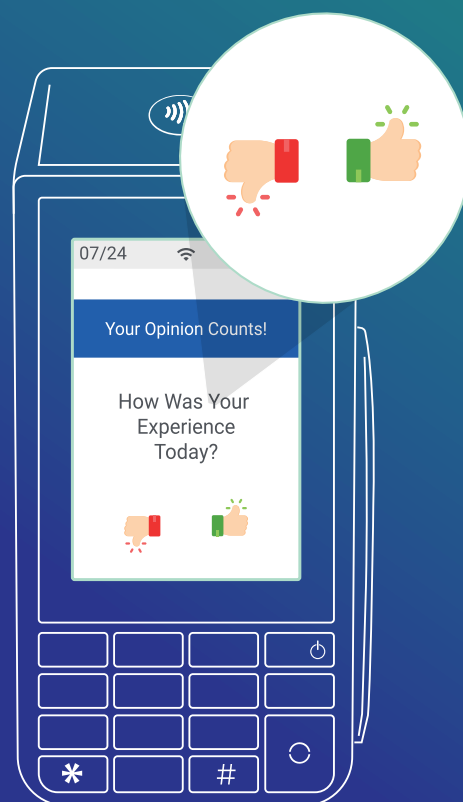 07/24
Your Opinion Counts!
How Was Your
Experience
Today?
* #